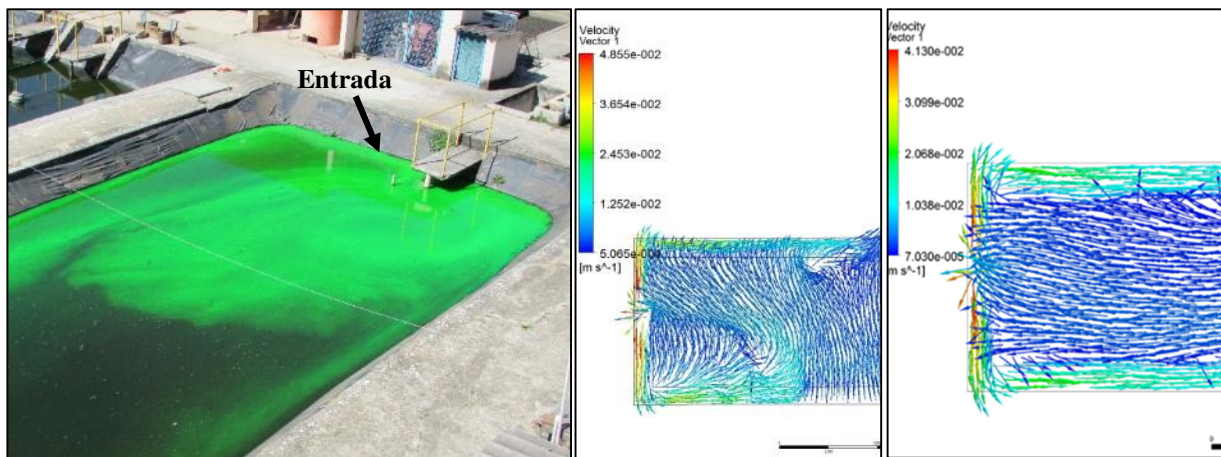 Entrada
Velocity
Vector 1
4.855e-002
3.654e-002
2.453e-002
1.252e-002
[m s^-1]
Velocity
Vector 1
4.130e-002
3.099e-002
2.068e-002
1.038e-002
7.030e-005
[m s^-1]
0